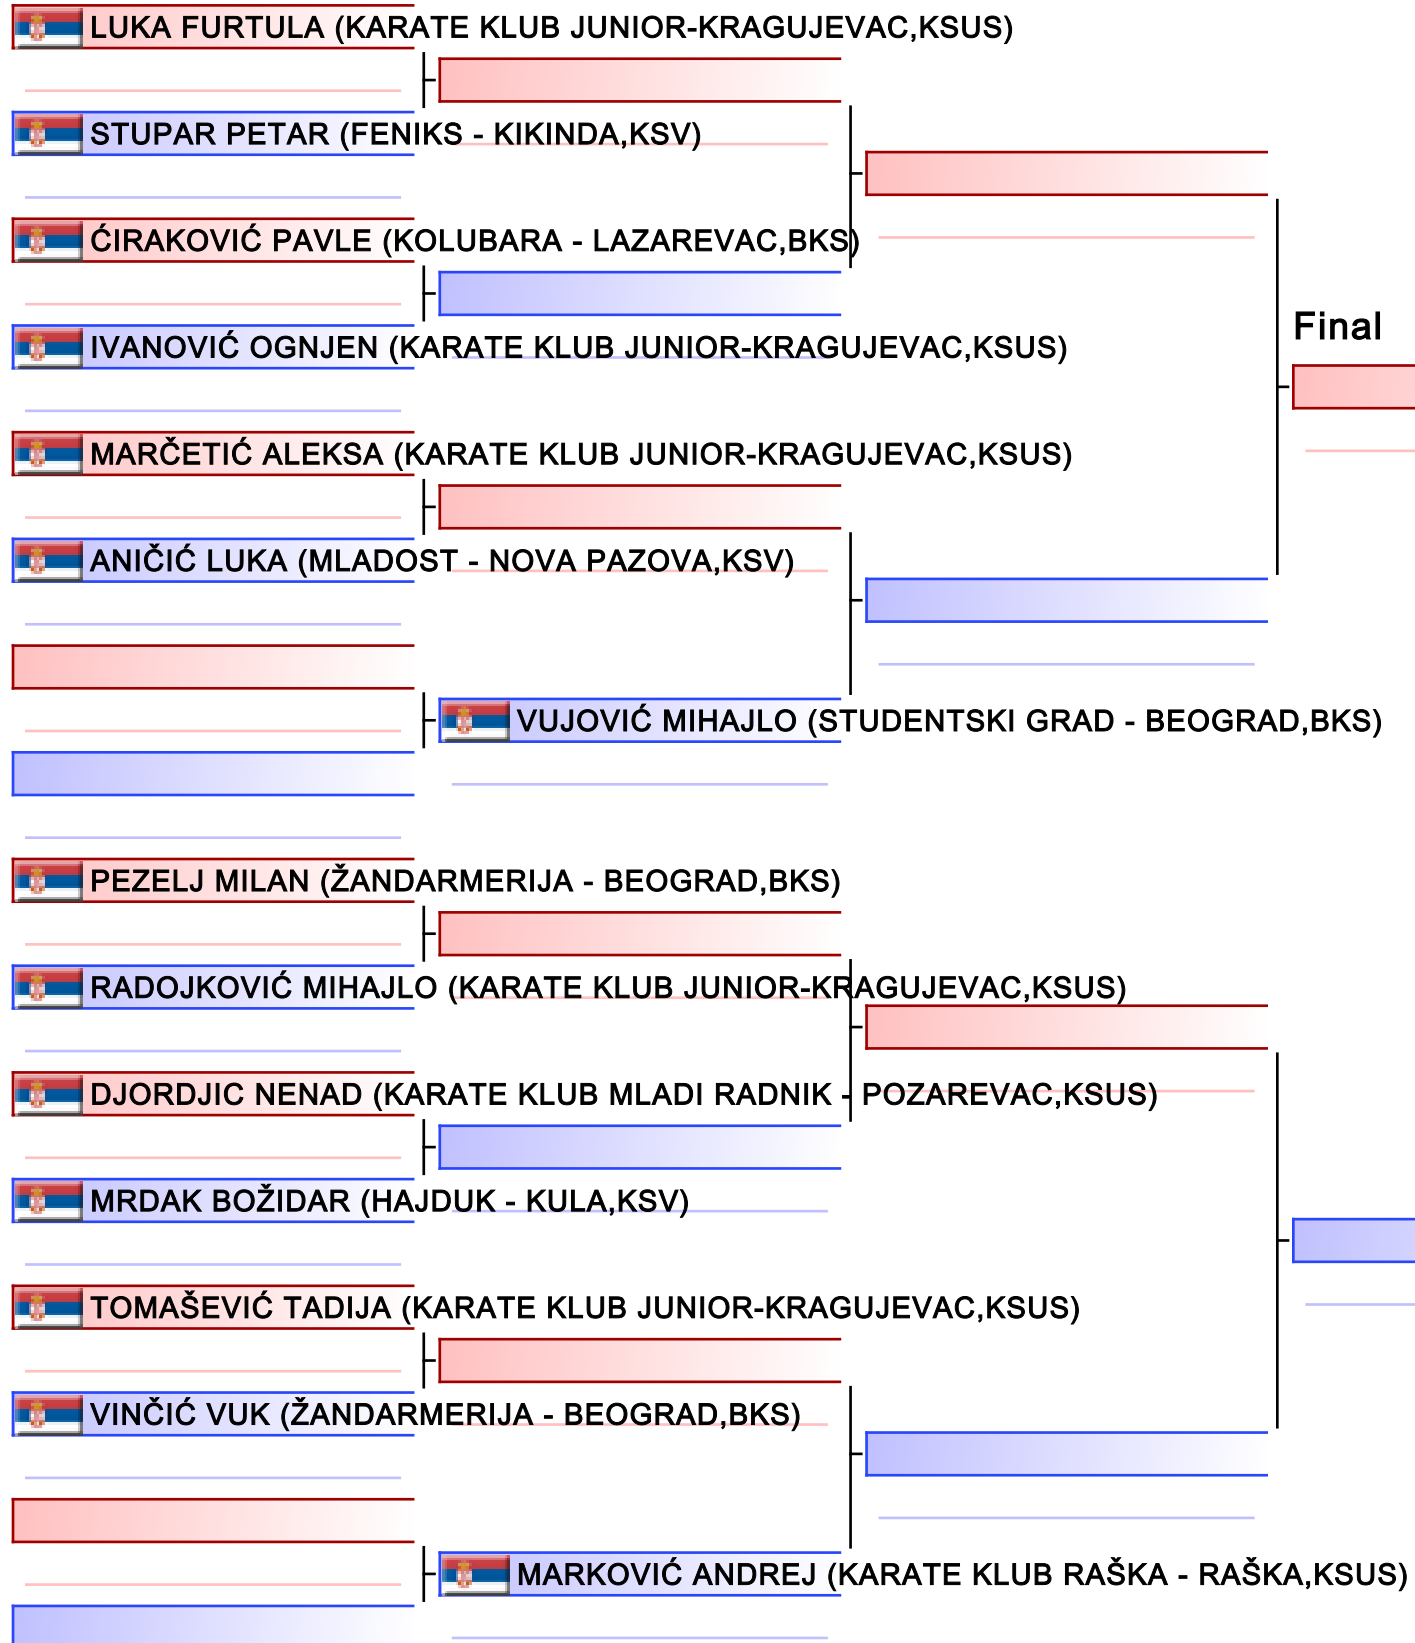 LUKA FURTULA (KARATE KLUB JUNIOR-KRAGUJEVAC,KSUS)
STUPAR PETAR (FENIKS - KIKINDA,KSV)
ĆIRAKOVIĆ PAVLE (KOLUBARA - LAZAREVAC,BKS)
Final
IVANOVIĆ OGNJEN (KARATE KLUB JUNIOR-KRAGUJEVAC,KSUS)
MARČETIĆ ALEKSA (KARATE KLUB JUNIOR-KRAGUJEVAC,KSUS)
ANIČIĆ LUKA (MLADOST - NOVA PAZOVA,KSV)
VUJOVIĆ MIHAJLO (STUDENTSKI GRAD - BEOGRAD,BKS)
PEZELJ MILAN (ŽANDARMERIJA - BEOGRAD,BKS)
RADOJKOVIĆ MIHAJLO (KARATE KLUB JUNIOR-KRAGUJEVAC,KSUS)
DJORDJIC NENAD (KARATE KLUB MLADI RADNIK - POZAREVAC,KSUS)
MRDAK BOŽIDAR (HAJDUK - KULA,KSV)
TOMAŠEVIĆ TADIJA (KARATE KLUB JUNIOR-KRAGUJEVAC,KSUS)
VINČIĆ VUK (ŽANDARMERIJA - BEOGRAD,BKS)
MARKOVIĆ ANDREJ (KARATE KLUB RAŠKA - RAŠKA,KSUS)